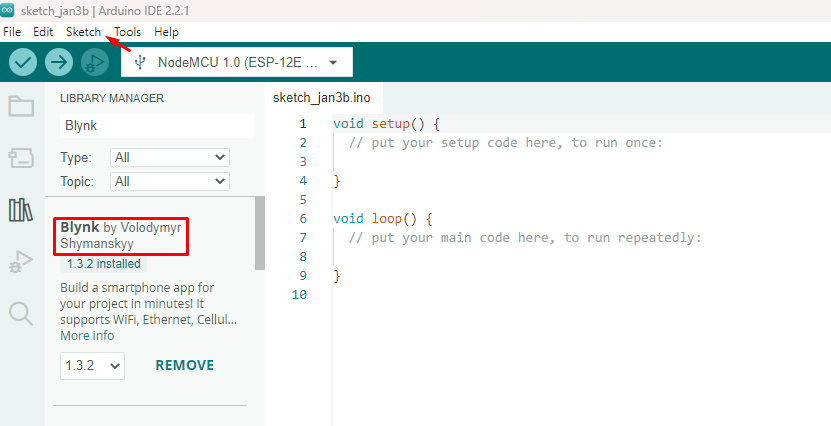 sketch_jan3b | Arduino IDE 2.2.1
File Edit Sketch Tools Help
NodeMCU 1.0 (ESP-12E ...
LIBRARY MANAGER
Blynk
Type: All
Topic: All
Blynk by Volodymyr
Shymanskyy
1.3.2 installed
Build a smartphone app for
your project in minutes! It
supports WiFi, Ethernet, Cellul...
More info
1.3.2
REMOVE
sketch_jan3b.ino
1 void setup() {
2 // put your setup code here, to run once:
3
4 }
5
6 void loop() {
7 // put your main code here, to run repeatedly:
8
9 }
10